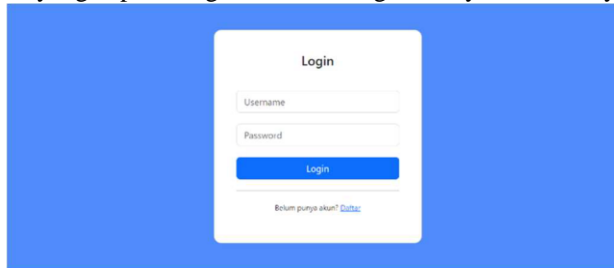 Login
Username
Password
Login
Belum punya akun? Daftar